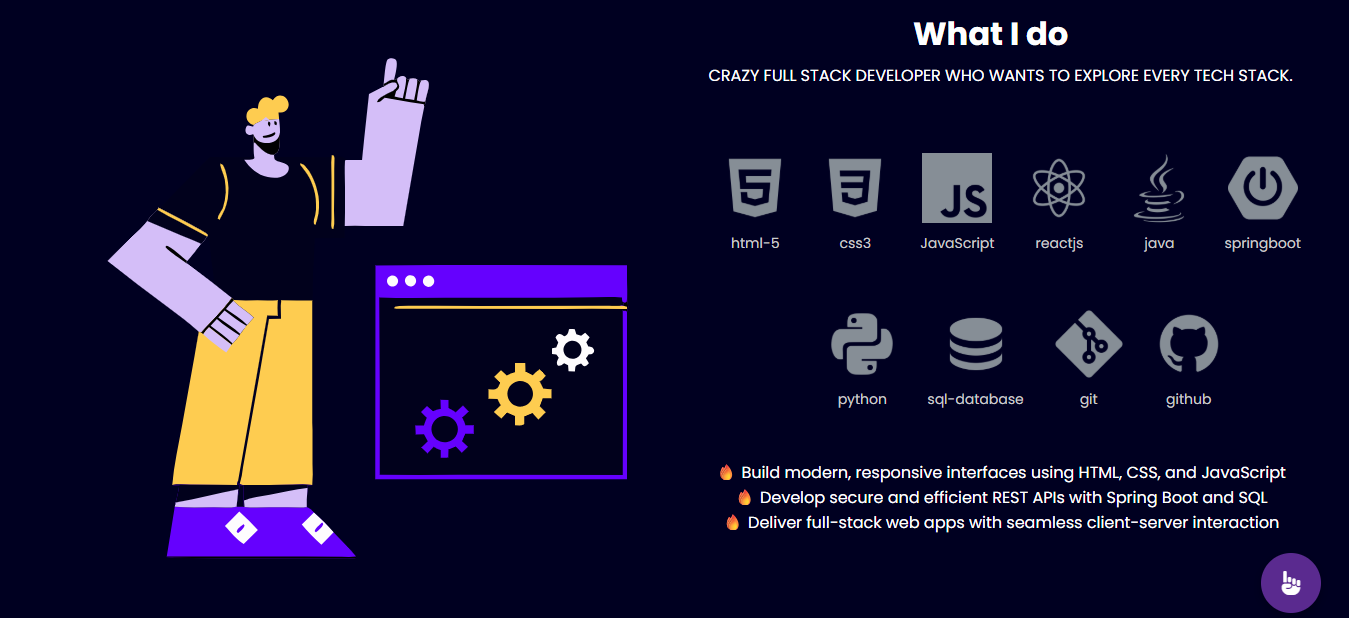 What I do
CRAZY FULL STACK DEVELOPER WHO WANTS TO EXPLORE EVERY TECH STACK.
JS
html-5 css3 JavaScript reactjs java springboot
python sql-database git github
🔥 Build modern, responsive interfaces using HTML, CSS, and JavaScript
🔥 Develop secure and efficient REST APIs with Spring Boot and SQL
🔥 Deliver full-stack web apps with seamless client-server interaction